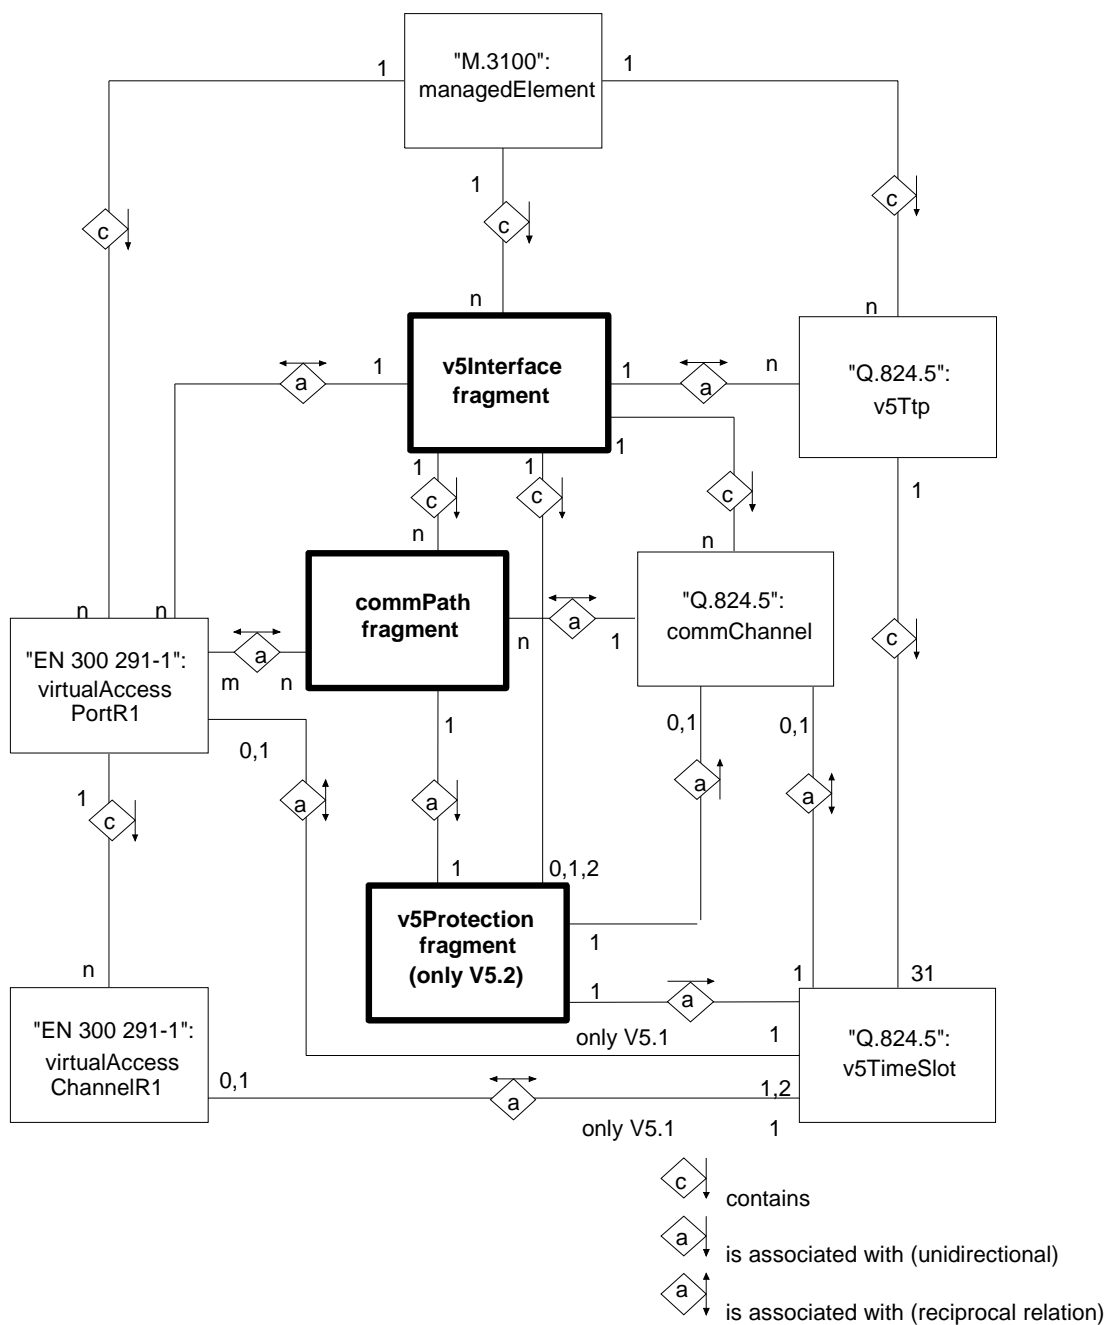 "M.3100":
managedElement
1
1
1
c
c
c
n
n
v5Interface
fragment
1
a
1
a
n
"Q.824.5":
v5Ttp
1
1
1
1
c
c
c
n
n
commPath
fragment
"Q.824.5":
commChannel
a
n
1
c
n
n
"EN 300 291-1":
virtualAccess
PortR1
a
m
n
0,1
1
0,1
0,1
1
c
a
a
a
a
1
0,1,2
v5Protection
fragment
(only V5.2)
1
n
1
a
1
31
"EN 300 291-1":
virtualAccess
ChannelR1
only V5.1
1
"Q.824.5":
v5TimeSlot
0,1
a
1,2
only V5.1
1
c
contains
a
is associated with (unidirectional)
a
is associated with (reciprocal relation)